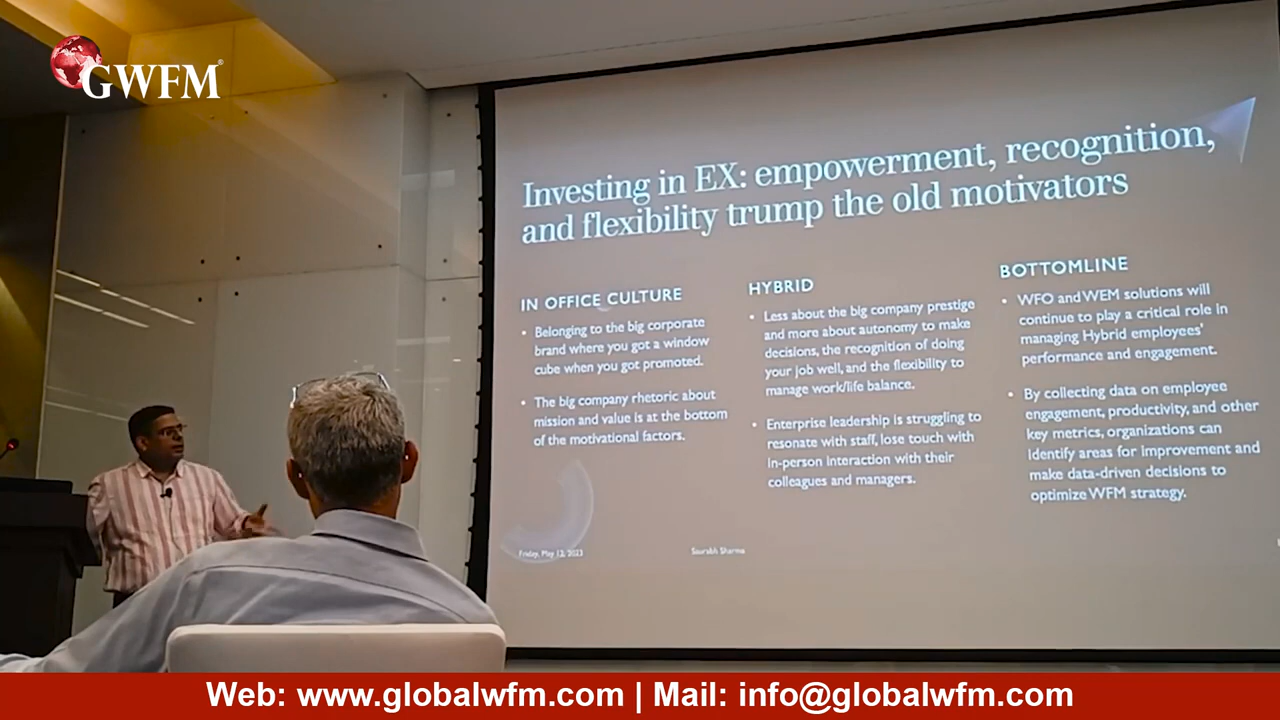 GWFM®
Investing in EX: empowerment, recognition,
and flexibility trump the old motivators
IN OFFICE CULTURE
• Belonging to the big corporate
brand where you got a window
cube when you got promoted.
• The big company rhetoric about
mission and value is at the bottom
of the motivational factors.
HYBRID
• Less about the big company prestige
and more about autonomy to make
decisions, the recognition of doing
your job well, and the flexibility to
manage work/life balance.
• Enterprise leadership is struggling to
resonate with staff, lose touch with
in-person interaction with their
colleagues and managers.
BOTTOMLINE
• WFO and WEM solutions will
continue to play a critical role in
managing Hybrid employees'
performance and engagement.
• By collecting data on employee
engagement, productivity, and other
key metrics, organizations can
identify areas for improvement and
make data-driven decisions to
optimize WFM strategy.
Friday, May 12, 2023
Saurabh Sharma
Web: www.globalwfm.com | Mail: info@globalwfm.com